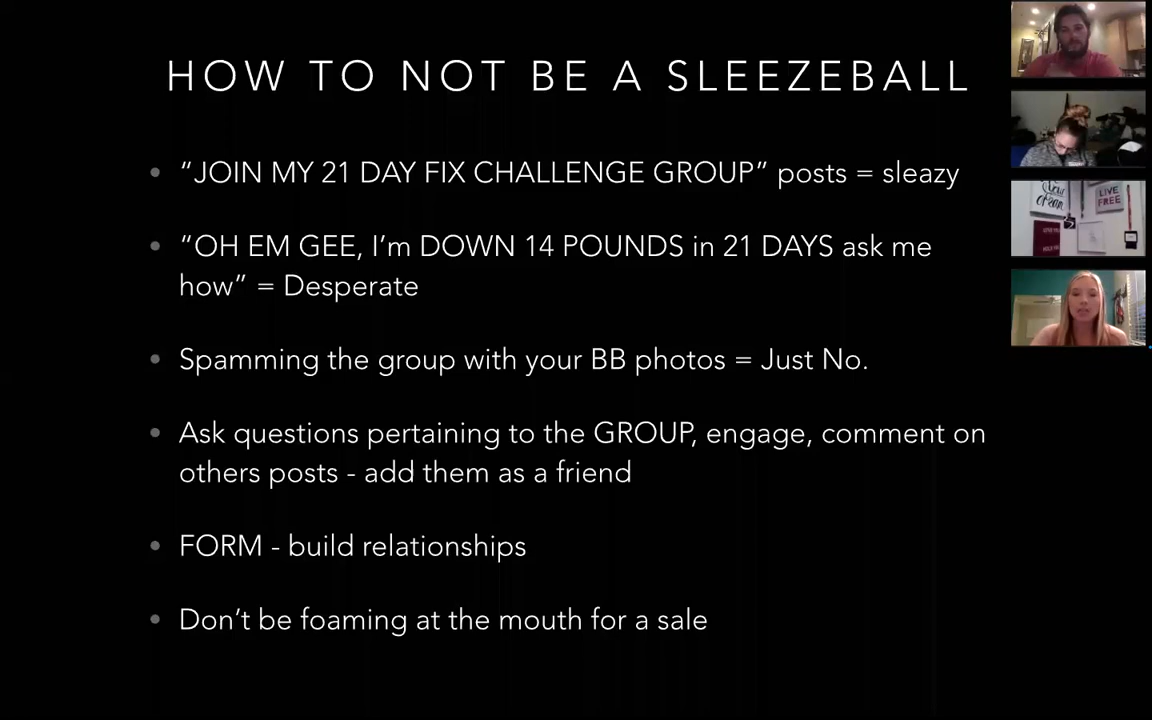 HOW TO NOT BE A SLEEZEBALL
• “JOIN MY 21 DAY FIX CHALLENGE GROUP” posts = sleazy
• “OH EM GEE, I’m DOWN 14 POUNDS in 21 DAYS ask me
how” = Desperate
• Spamming the group with your BB photos = Just No.
• Ask questions pertaining to the GROUP, engage, comment on
others posts - add them as a friend
• FORM - build relationships
• Don’t be foaming at the mouth for a sale
LIVE
FREE